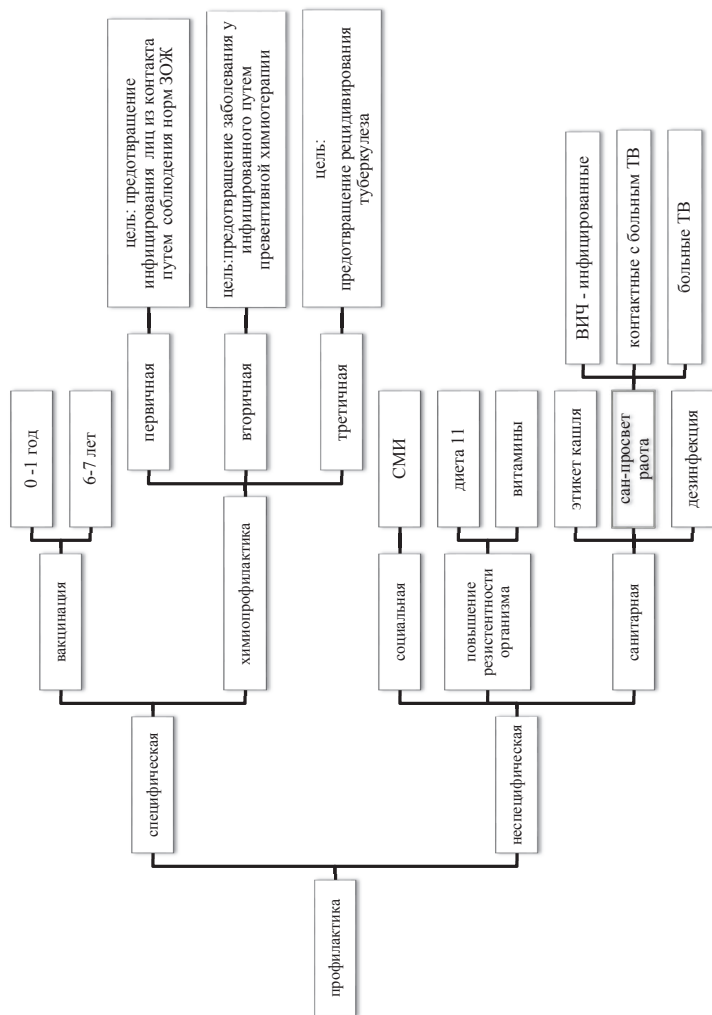 профилактика
специфическая
вакцинация
0 -1 год
6-7 лет
химиопрофилактика
первичная
цель: предотвращение
инфицирования лиц из контакта
путем соблюдения норм ЗОЖ
вторичная
цель:предотвращение заболевания у
инфицированного путем
превентивной химиотерапии
третичная
цель:
предотвращение рецидивирования
туберкулеза
неспецифическая
социальная
СМИ
повышение
резистентности
организма
диета 11
витамины
санитарная
этикет кашля
сан-просвет
раота
ВИЧ - инфицированные
контактные с больным ТВ
больные ТВ
дезинфекция